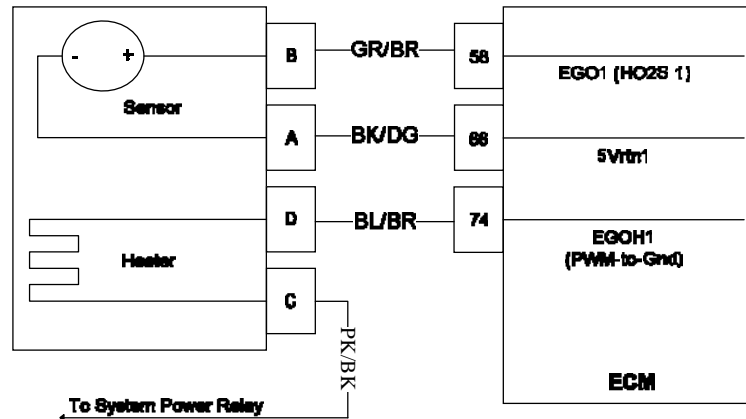 - +
Sensor
B
GR/BR
58
EGO1 (HO2S 1)
A
BK/DG
66
5Vrtn1
D
BL/BR
74
EGOH1
(PWM-to-Gnd)
Heater
C
PK/BK
To System Power Relay
ECM